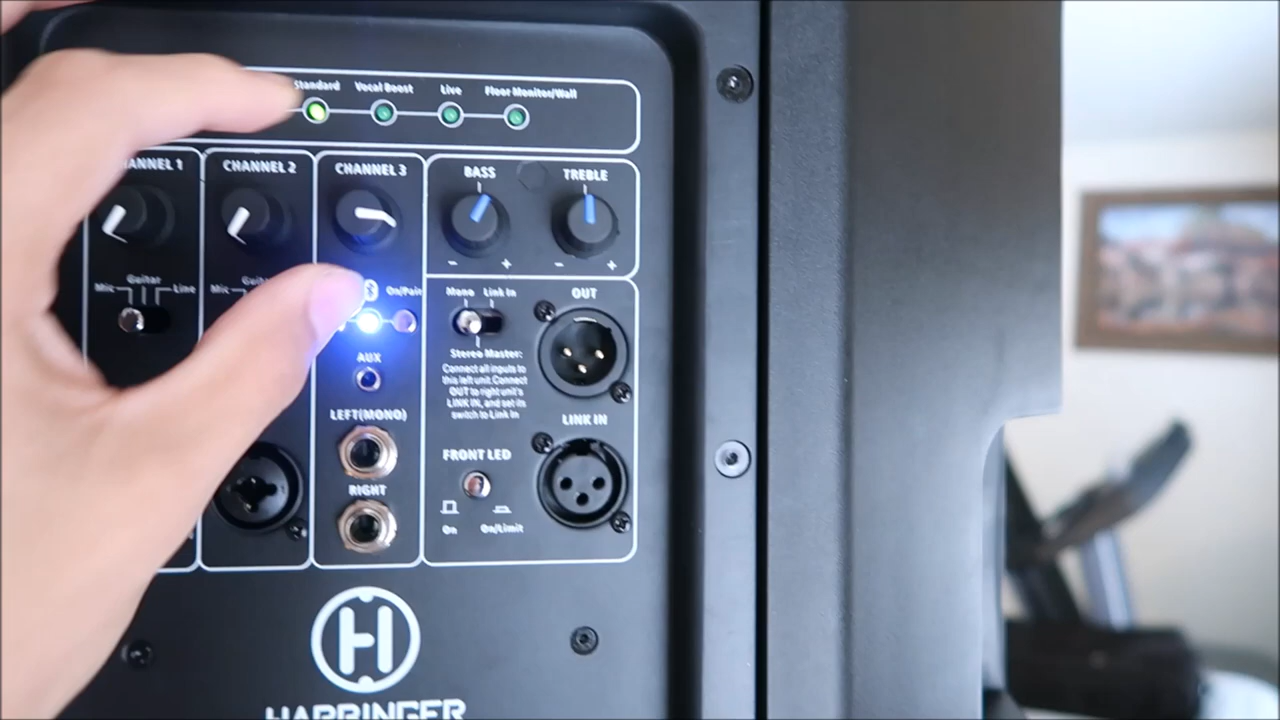 Standard Vocal Boost Live Floor Monitor/Wall
ANNEL 1 CHANNEL 2 CHANNEL 3 BASS TREBLE
- + - +
Mic Guitar Line Mic On/Pair Mono Link In OUT
Stereo Master:
Connect all inputs to
this left unit. Connect
OUT to right unit's
LINK IN, and set its
switch to Link In
AUX
LEFT(MONO) LINK IN
FRONT LED
RIGHT
On On/Limit
H
HARBINGER